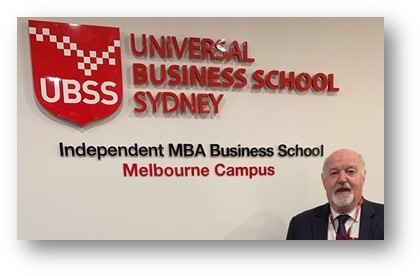 UBSS
UNIVERSAL
BUSINESS SCHOOL
SYDNEY
Independent MBA Business School
Melbourne Campus